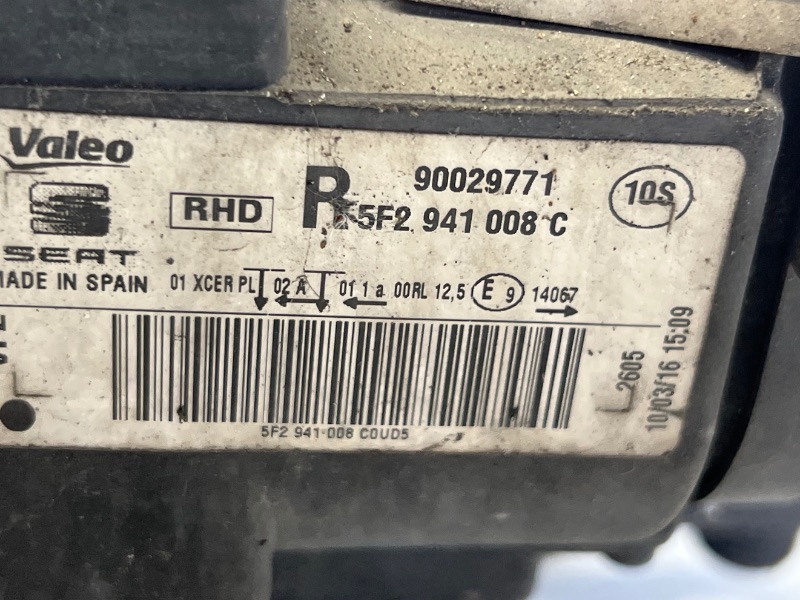 Valeo
SEAT
MADE IN SPAIN
RHD
R
90029771
5F2 941 008 C
10S
01 XCER PL 02 A 01 1 a 00RL 12,5 E 9 14067
5F2 941 008 C0UD5
2605
10/03/16 15:09